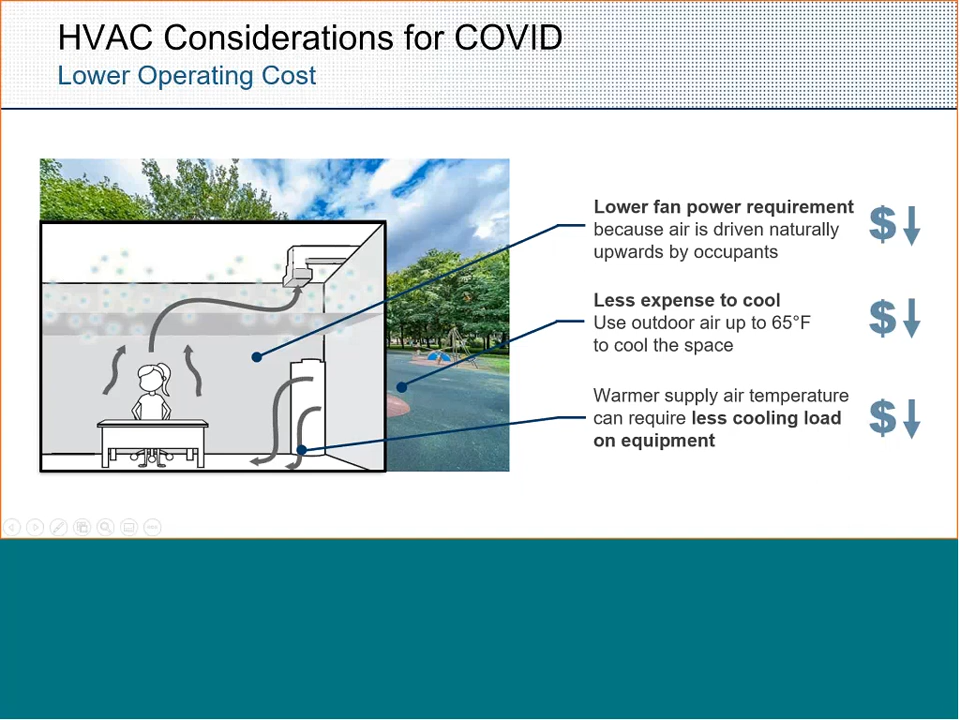 HVAC Considerations for COVID
Lower Operating Cost
Lower fan power requirement
because air is driven naturally
upwards by occupants
$
Less expense to cool
Use outdoor air up to 65°F
to cool the space
$
Warmer supply air temperature
can require less cooling load
on equipment
$